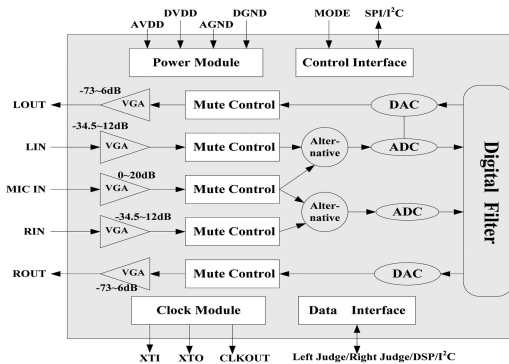 DVDD DGND
AVDD AGND
MODE SPI/I²C
Power Module
Control Interface
-73~6dB
LOUT VGA Mute Control DAC
-34.5~12dB
LIN VGA Mute Control Alter-native ADC
0~20dB
MIC IN VGA Mute Control
Digital Filter
-34.5~12dB
RIN VGA Mute Control Alter-native ADC
ROUT VGA Mute Control DAC
-73~6dB
Clock Module
Data Interface
XTI XTO CLKOUT
Left Judge/Right Judge/DSP/I²C